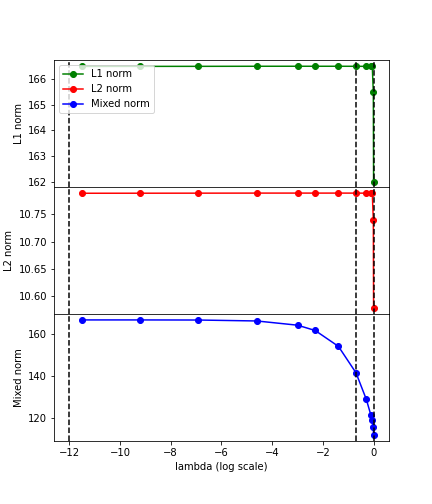 L1 norm
L2 norm
Mixed norm
166
165
164
163
162
L1 norm
10.75
10.70
10.65
10.60
L2 norm
160
140
120
Mixed norm
−12 −10 −8 −6 −4 −2 0
lambda (log scale)